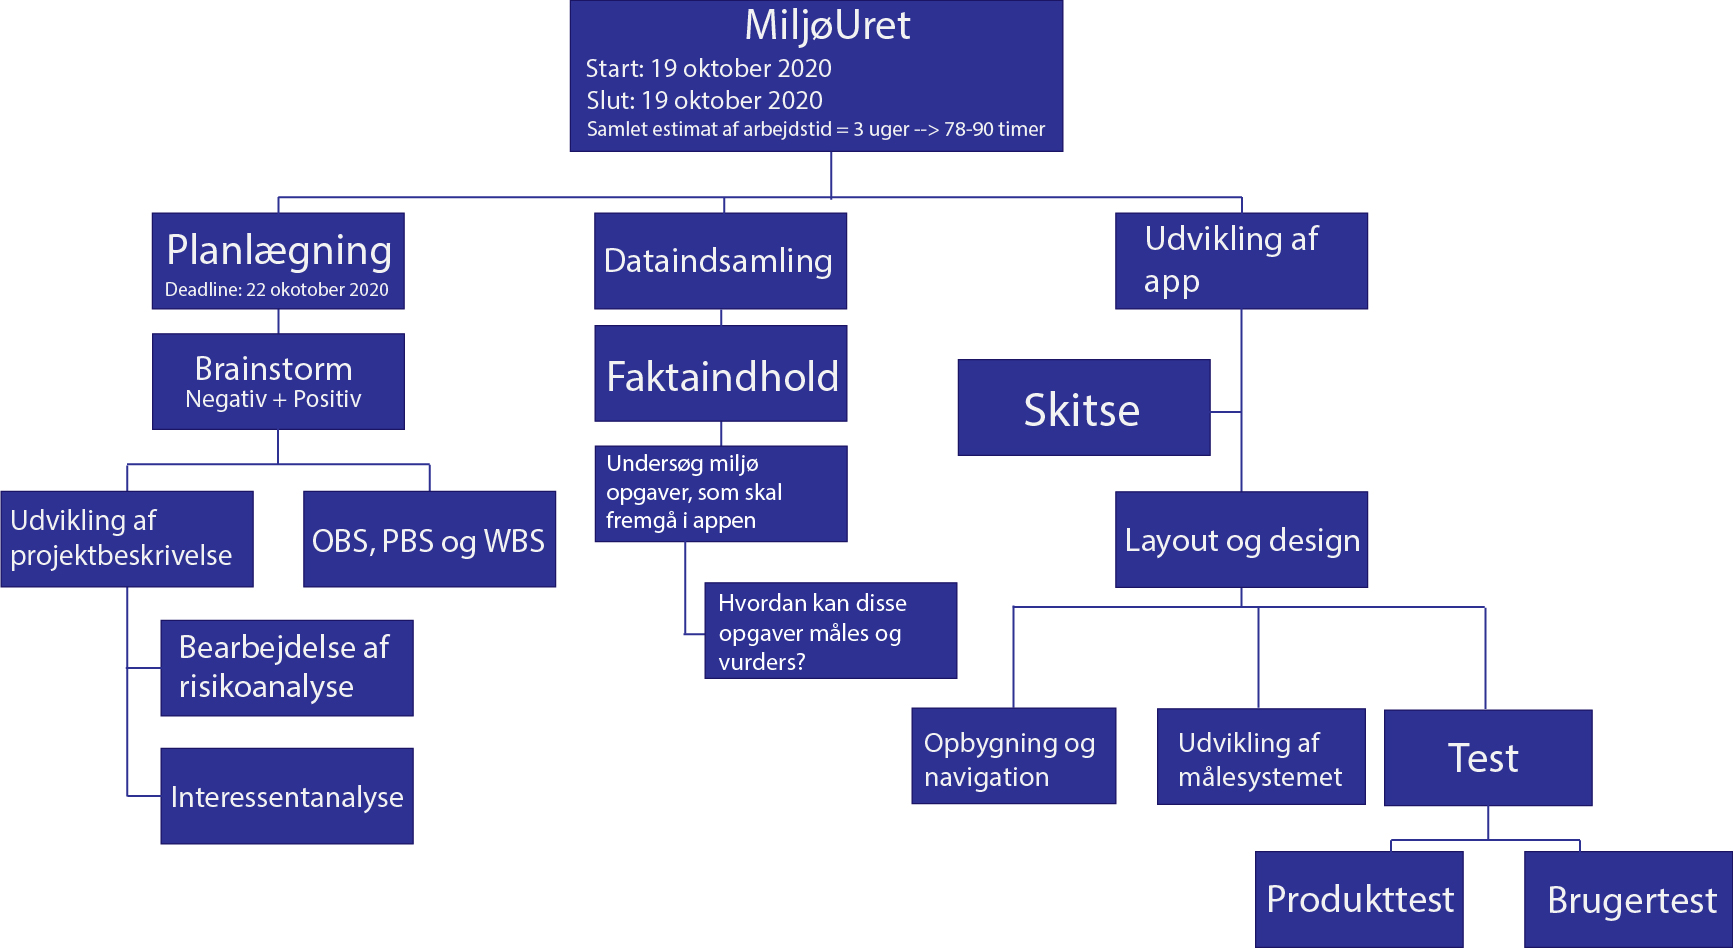 MiljøUret
Start: 19 oktober 2020
Slut: 19 oktober 2020
Samlet estimat af arbejdstid = 3 uger --> 78-90 timer
Planlægning
Deadline: 22 okotober 2020
Brainstorm
Negativ + Positiv
Udvikling af
projektbeskrivelse
OBS, PBS og WBS
Bearbejdelse af
risikoanalyse
Interessentanalyse
Dataindsamling
Faktaindhold
Undersøg miljø
opgaver, som skal
fremgå i appen
Hvordan kan disse
opgaver måles og
vurders?
Udvikling af
app
Skitse
Layout og design
Opbygning og
navigation
Udvikling af
målesystemet
Test
Produkttest
Brugertest